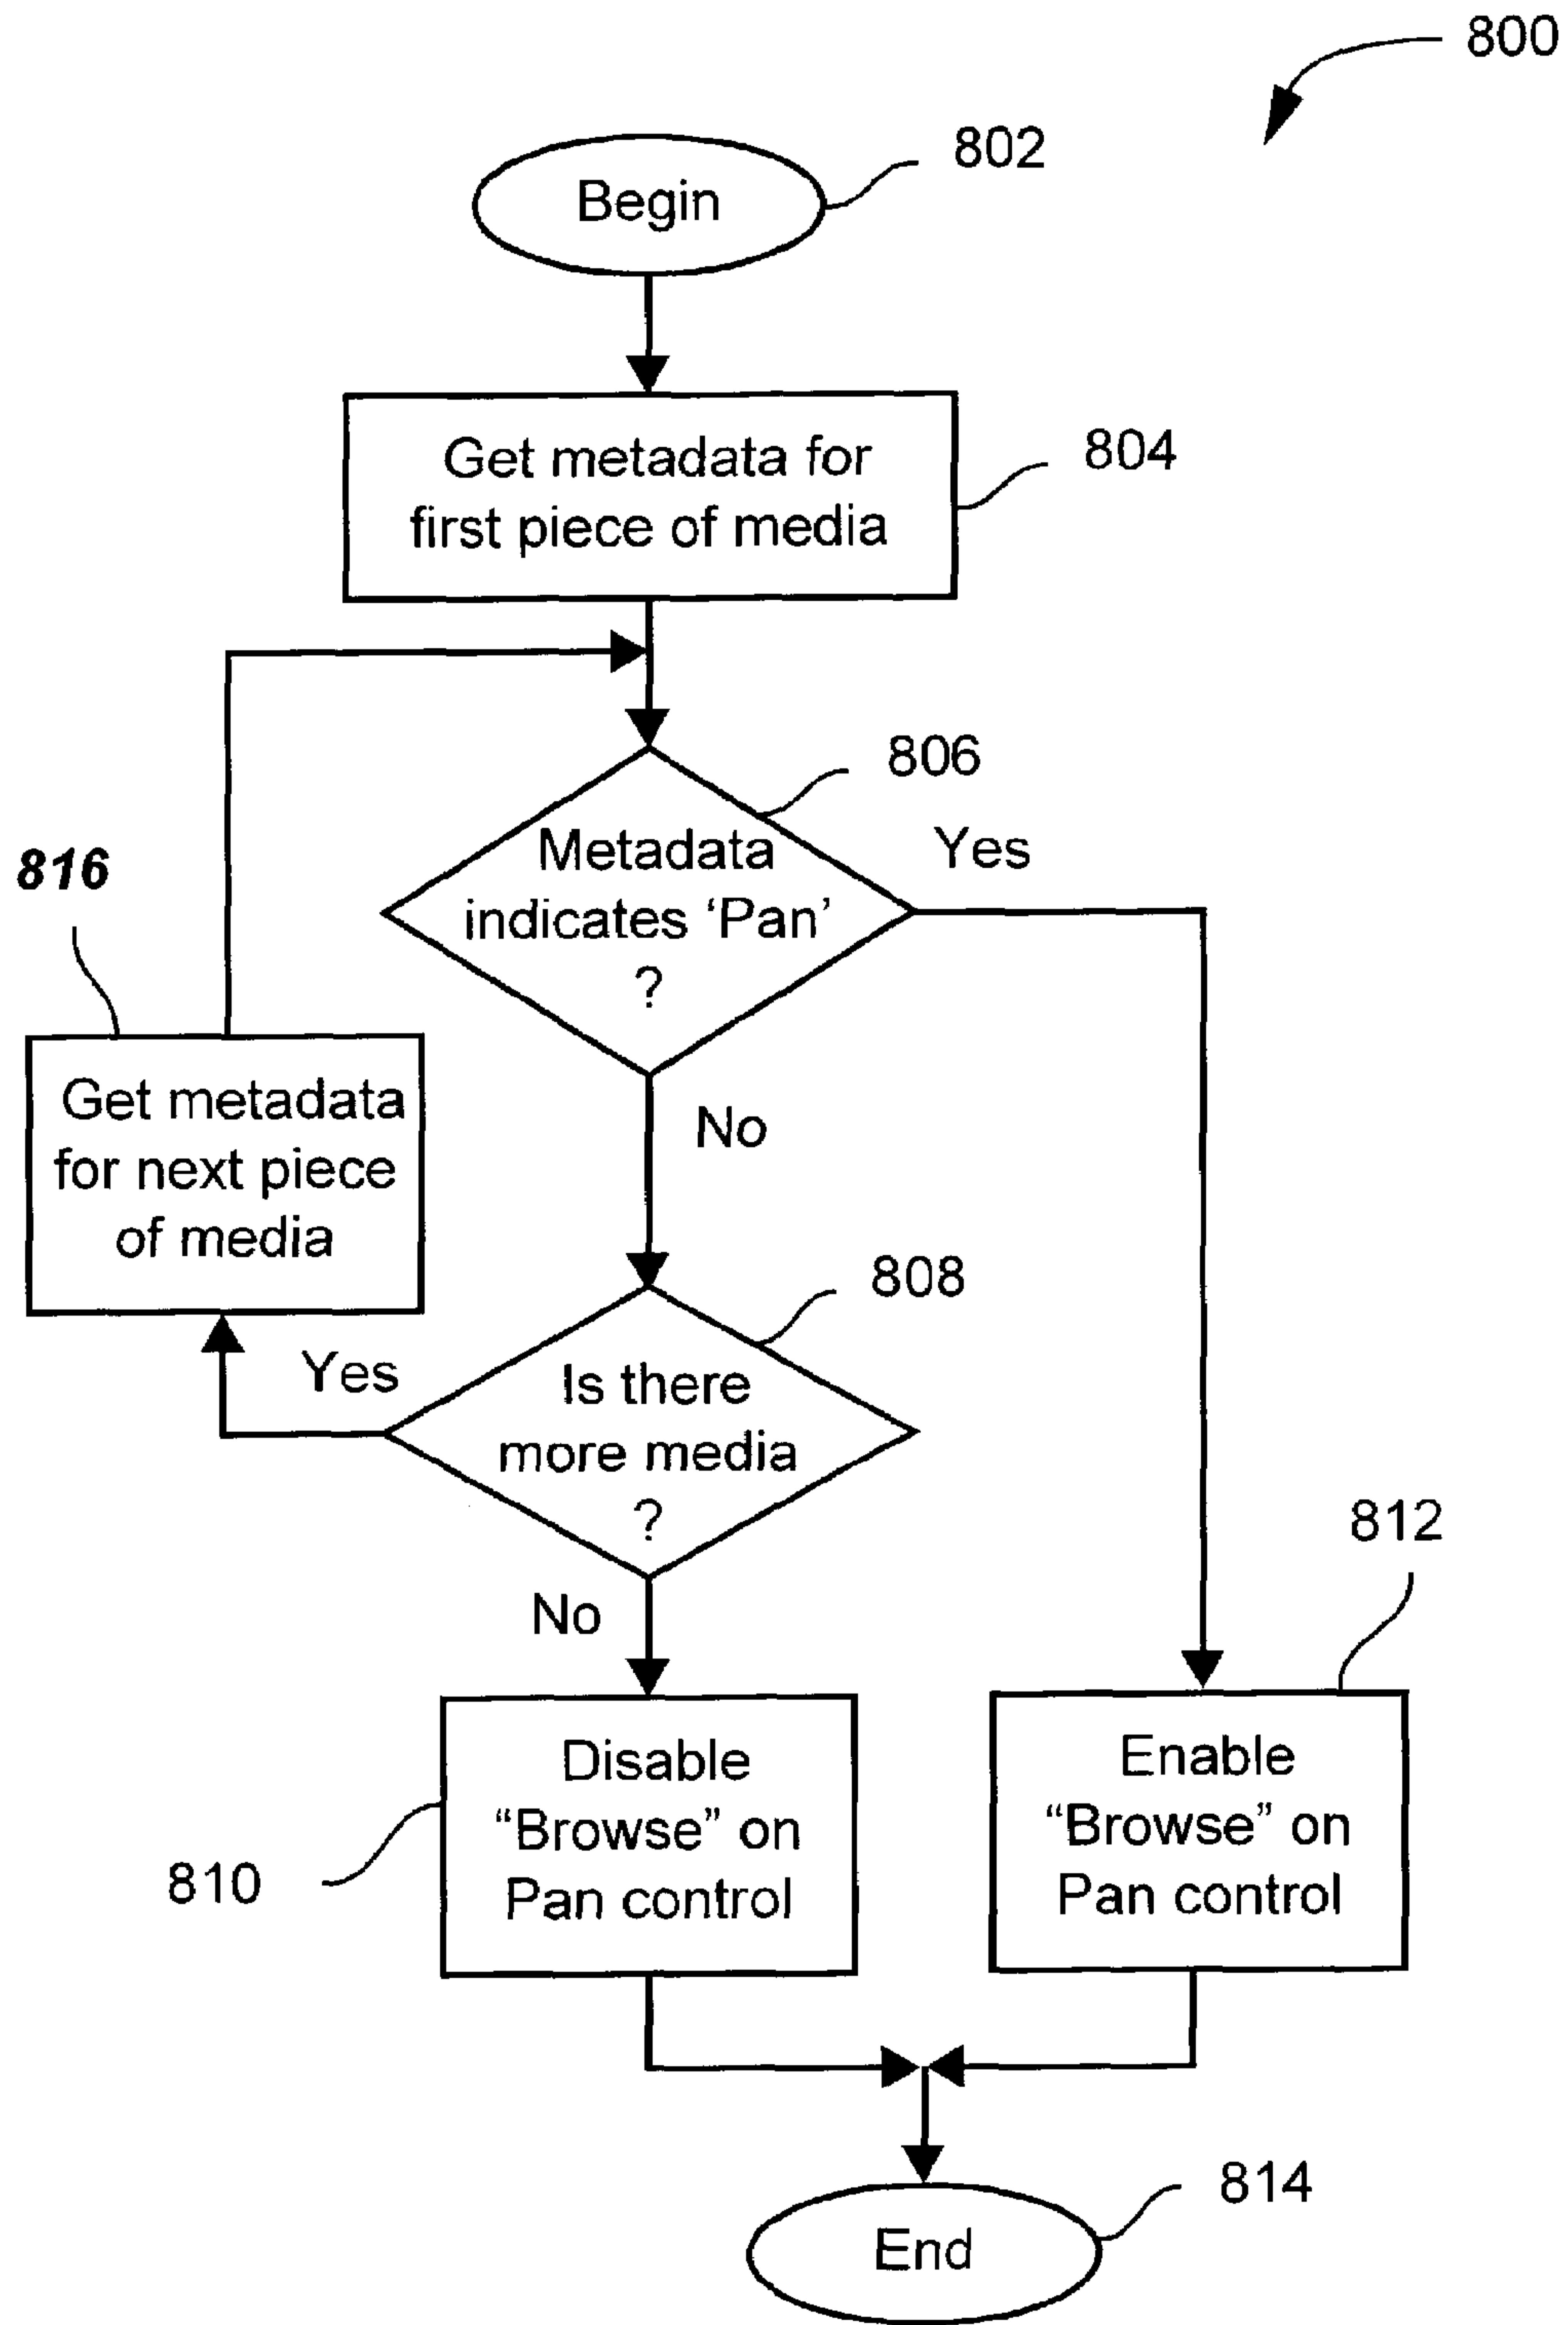 800
802
Begin
804
Get metadata for
first piece of media
806
Metadata
indicates ‘Pan’
?
Yes
816
Get metadata
for next piece
of media
No
808
Is there
more media
?
Yes
No
812
810
Disable
“Browse” on
Pan control
Enable
“Browse” on
Pan control
814
End